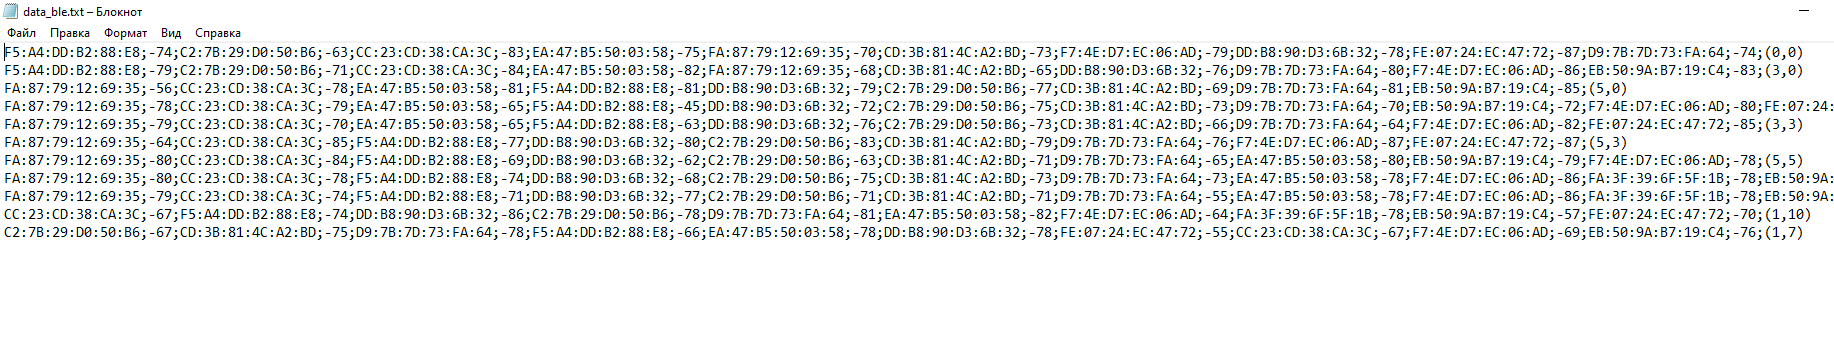 data_ble.txt – Блокнот
Файл Правка Формат Вид Справка
F5:A4:DD:B2:88:E8;-74;C2:7B:29:D0:50:B6;-63;CC:23:CD:38:CA:3C;-83;EA:47:B5:50:03:58;-75;FA:87:79:12:69:35;-70;CD:3B:81:4C:A2:BD;-73;F7:4E:D7:EC:06:AD;-79;DD:B8:90:D3:6B:32;-78;FE:07:24:EC:47:72;-87;D9:7B:7D:73:FA:64;-74;(0,0)
F5:A4:DD:B2:88:E8;-79;C2:7B:29:D0:50:B6;-71;CC:23:CD:38:CA:3C;-84;EA:47:B5:50:03:58;-82;FA:87:79:12:69:35;-68;CD:3B:81:4C:A2:BD;-65;DD:B8:90:D3:6B:32;-76;D9:7B:7D:73:FA:64;-80;F7:4E:D7:EC:06:AD;-86;EB:50:9A:B7:19:C4;-83;(3,0)
FA:87:79:12:69:35;-56;CC:23:CD:38:CA:3C;-78;EA:47:B5:50:03:58;-81;F5:A4:DD:B2:88:E8;-81;DD:B8:90:D3:6B:32;-79;C2:7B:29:D0:50:B6;-77;CD:3B:81:4C:A2:BD;-69;D9:7B:7D:73:FA:64;-81;EB:50:9A:B7:19:C4;-85;(5,0)
FA:87:79:12:69:35;-78;CC:23:CD:38:CA:3C;-79;EA:47:B5:50:03:58;-65;F5:A4:DD:B2:88:E8;-45;DD:B8:90:D3:6B:32;-72;C2:7B:29:D0:50:B6;-75;CD:3B:81:4C:A2:BD;-73;D9:7B:7D:73:FA:64;-70;EB:50:9A:B7:19:C4;-72;F7:4E:D7:EC:06:AD;-80;FE:07:24:
FA:87:79:12:69:35;-79;CC:23:CD:38:CA:3C;-70;EA:47:B5:50:03:58;-65;F5:A4:DD:B2:88:E8;-63;DD:B8:90:D3:6B:32;-76;C2:7B:29:D0:50:B6;-73;CD:3B:81:4C:A2:BD;-66;D9:7B:7D:73:FA:64;-64;F7:4E:D7:EC:06:AD;-82;FE:07:24:EC:47:72;-85;(3,3)
FA:87:79:12:69:35;-64;CC:23:CD:38:CA:3C;-85;F5:A4:DD:B2:88:E8;-77;DD:B8:90:D3:6B:32;-80;C2:7B:29:D0:50:B6;-83;CD:3B:81:4C:A2:BD;-79;D9:7B:7D:73:FA:64;-76;F7:4E:D7:EC:06:AD;-87;FE:07:24:EC:47:72;-87;(5,3)
FA:87:79:12:69:35;-80;CC:23:CD:38:CA:3C;-84;F5:A4:DD:B2:88:E8;-69;DD:B8:90:D3:6B:32;-62;C2:7B:29:D0:50:B6;-63;CD:3B:81:4C:A2:BD;-71;D9:7B:7D:73:FA:64;-65;EA:47:B5:50:03:58;-80;EB:50:9A:B7:19:C4;-79;F7:4E:D7:EC:06:AD;-78;(5,5)
FA:87:79:12:69:35;-80;CC:23:CD:38:CA:3C;-78;F5:A4:DD:B2:88:E8;-74;DD:B8:90:D3:6B:32;-68;C2:7B:29:D0:50:B6;-75;CD:3B:81:4C:A2:BD;-73;D9:7B:7D:73:FA:64;-73;EA:47:B5:50:03:58;-78;F7:4E:D7:EC:06:AD;-86;FA:3F:39:6F:5F:1B;-78;EB:50:9A:
FA:87:79:12:69:35;-79;CC:23:CD:38:CA:3C;-74;F5:A4:DD:B2:88:E8;-71;DD:B8:90:D3:6B:32;-77;C2:7B:29:D0:50:B6;-71;CD:3B:81:4C:A2:BD;-71;D9:7B:7D:73:FA:64;-55;EA:47:B5:50:03:58;-78;F7:4E:D7:EC:06:AD;-86;FA:3F:39:6F:5F:1B;-78;EB:50:9A:
CC:23:CD:38:CA:3C;-67;F5:A4:DD:B2:88:E8;-74;DD:B8:90:D3:6B:32;-86;C2:7B:29:D0:50:B6;-78;D9:7B:7D:73:FA:64;-81;EA:47:B5:50:03:58;-82;F7:4E:D7:EC:06:AD;-64;FA:3F:39:6F:5F:1B;-78;EB:50:9A:B7:19:C4;-57;FE:07:24:EC:47:72;-70;(1,10)
C2:7B:29:D0:50:B6;-67;CD:3B:81:4C:A2:BD;-75;D9:7B:7D:73:FA:64;-78;F5:A4:DD:B2:88:E8;-66;EA:47:B5:50:03:58;-78;DD:B8:90:D3:6B:32;-78;FE:07:24:EC:47:72;-55;CC:23:CD:38:CA:3C;-67;F7:4E:D7:EC:06:AD;-69;EB:50:9A:B7:19:C4;-76;(1,7)